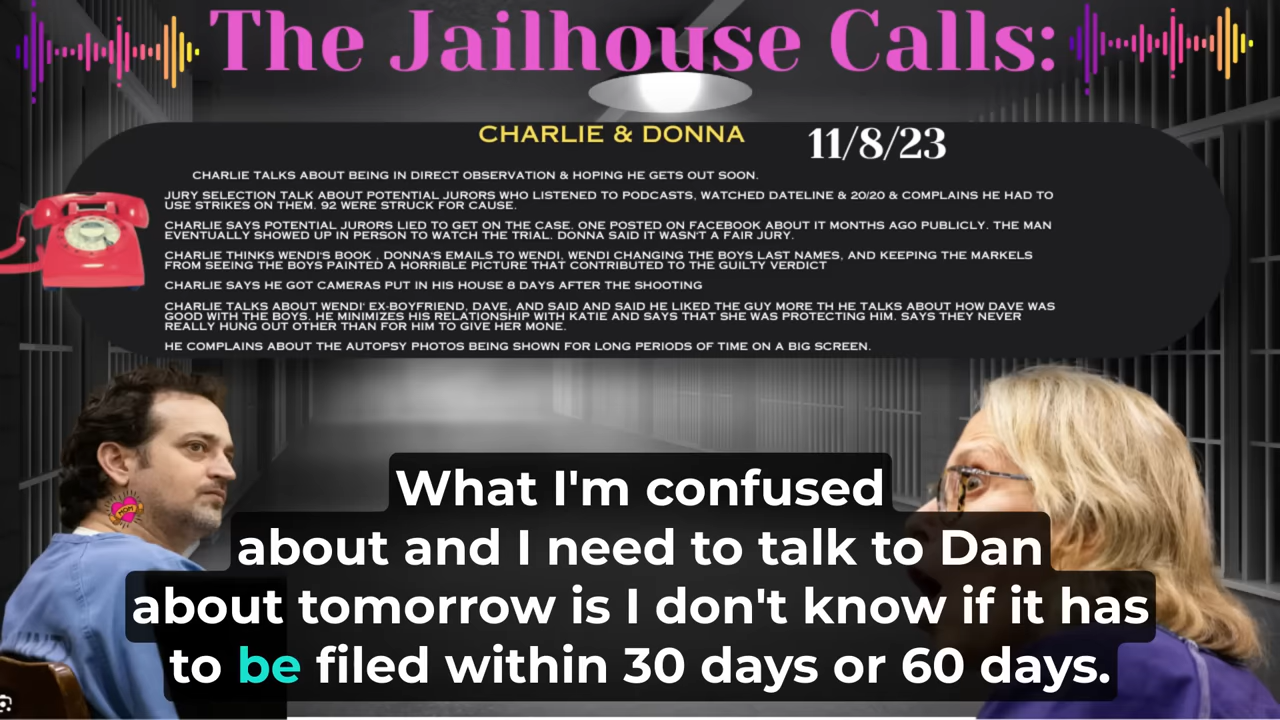 The Jailhouse Calls:
CHARLIE & DONNA 11/8/23
CHARLIE TALKS ABOUT BEING IN DIRECT OBSERVATION & HOPING HE GETS OUT SOON.
JURY SELECTION TALK ABOUT POTENTIAL JURORS WHO LISTENED TO PODCASTS, WATCHED DATELINE & 20/20 & COMPLAINS HE HAD TO
USE STRIKES ON THEM. 92 WERE STRUCK FOR CAUSE.
CHARLIE SAYS POTENTIAL JURORS LIED TO GET ON THE CASE. ONE POSTED ON FACEBOOK ABOUT IT MONTHS AGO PUBLICLY. THE MAN
EVENTUALLY SHOWED UP IN PERSON TO WATCH THE TRIAL. DONNA SAID IT WASN'T A FAIR JURY.
CHARLIE THINKS WENDI'S BOOK , DONNA'S EMAILS TO WENDI, WENDI CHANGING THE BOYS LAST NAMES, AND KEEPING THE MARKELS
FROM SEEING THE BOYS PAINTED A HORRIBLE PICTURE THAT CONTRIBUTED TO THE GUILTY VERDICT
CHARLIE SAYS HE GOT CAMERAS PUT IN HIS HOUSE 8 DAYS AFTER THE SHOOTING
CHARLIE TALKS ABOUT WENDI' EX-BOYFRIEND, DAVE, AND SAID AND SAID HE LIKED THE GUY MORE TH HE TALKS ABOUT HOW DAVE WAS
GOOD WITH THE BOYS. HE MINIMIZES HIS RELATIONSHIP WITH KATIE AND SAYS THAT SHE WAS PROTECTING HIM. SAYS THEY NEVER
REALLY HUNG OUT OTHER THAN FOR HIM TO GIVE HER MONE.
HE COMPLAINS ABOUT THE AUTOPSY PHOTOS BEING SHOWN FOR LONG PERIODS OF TIME ON A BIG SCREEN.
MOM
What I'm confused
about and I need to talk to Dan
about tomorrow is I don't know if it has
to be filed within 30 days or 60 days.